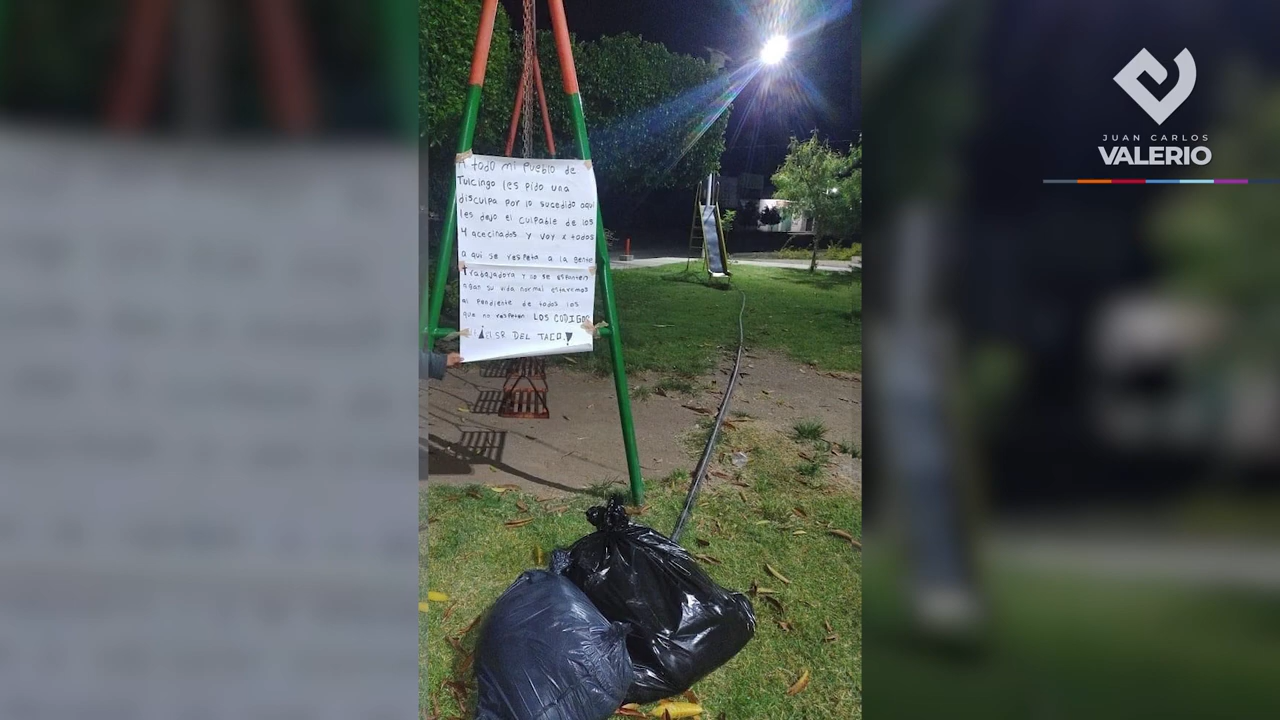 A todo mi Pueblo de
Tulcingo les pido una
disculpa por lo sucedido aqui
les dejo el culpable de los
4 acecinados y voy x todos
aqui se respeta a la gente
trabajadora y no se espanten
agan su vida normal estaremos
al pendiente de todos los
que no respetan LOS CODIGOS
SR DEL TACO
JUAN CARLOS
VALERIO